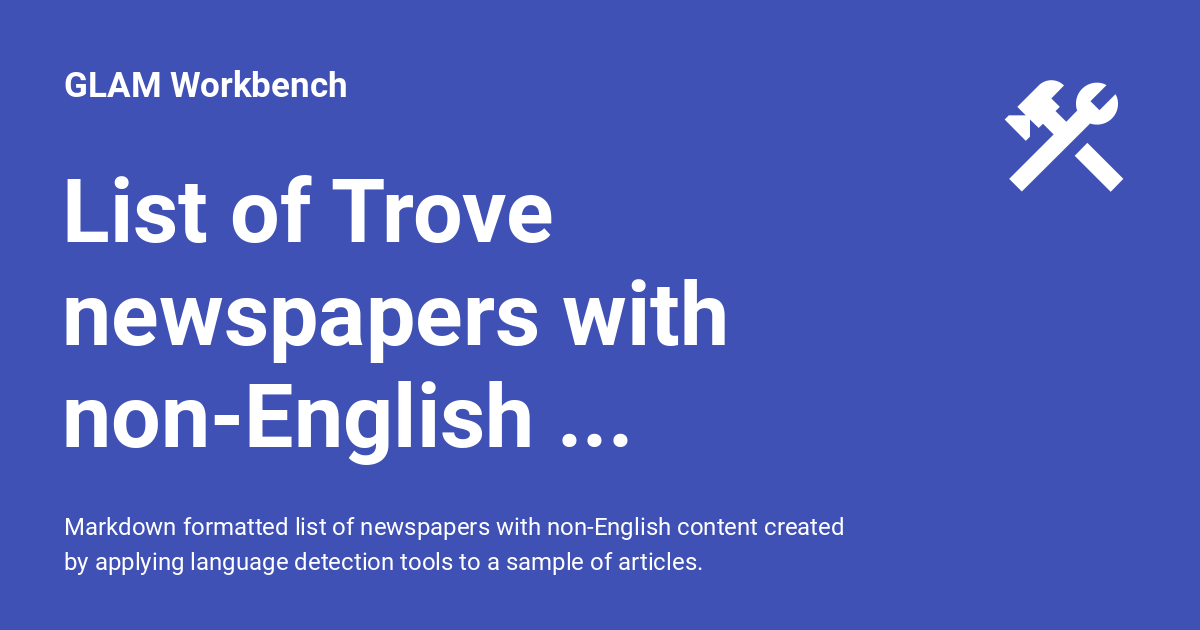 GLAM Workbench
List of Trove
newspapers with
non-English ...
Markdown formatted list of newspapers with non-English content created
by applying language detection tools to a sample of articles.